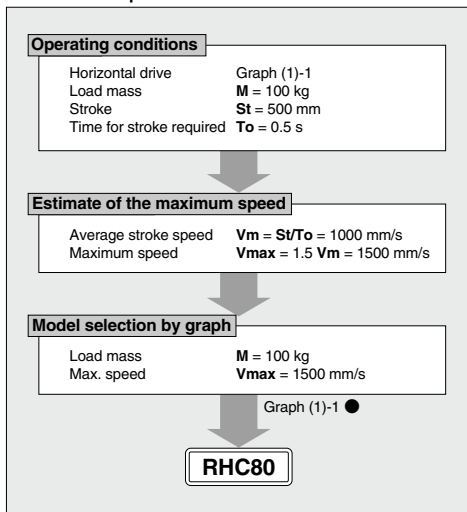 Operating conditions
Horizontal drive Graph (1)-1
Load mass M = 100 kg
Stroke St = 500 mm
Time for stroke required To = 0.5 s
Estimate of the maximum speed
Average stroke speed Vm = St/To = 1000 mm/s
Maximum speed Vmax = 1.5 Vm = 1500 mm/s
Model selection by graph
Load mass M = 100 kg
Max. speed Vmax = 1500 mm/s
Graph (1)-1 ●
RHC80